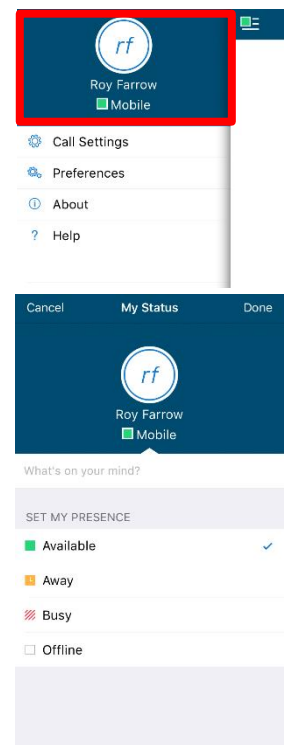 rf
Roy Farrow
Mobile
Call Settings
Preferences
About
? Help
Cancel My Status Done
rf
Roy Farrow
Mobile
What's on your mind?
SET MY PRESENCE
Available
Away
Busy
Offline